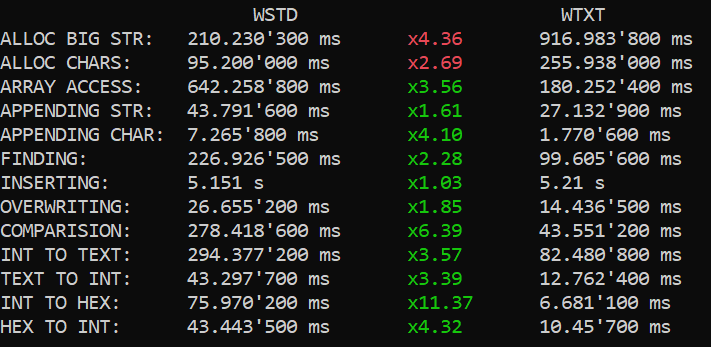 WSTD WTXT
ALLOC BIG STR: 210.230'300 ms x4.36 916.983'800 ms
ALLOC CHARS: 95.200'000 ms x2.69 255.938'000 ms
ARRAY ACCESS: 642.258'800 ms x3.56 180.252'400 ms
APPENDING STR: 43.791'600 ms x1.61 27.132'900 ms
APPENDING CHAR: 7.265'800 ms x4.10 1.770'600 ms
FINDING: 226.926'500 ms x2.28 99.605'600 ms
INSERTING: 5.151 s x1.03 5.21 s
OVERWRITING: 26.655'200 ms x1.85 14.436'500 ms
COMPARISION: 278.418'600 ms x6.39 43.551'200 ms
INT TO TEXT: 294.377'200 ms x3.57 82.480'800 ms
TEXT TO INT: 43.297'700 ms x3.39 12.762'400 ms
INT TO HEX: 75.970'200 ms x11.37 6.681'100 ms
HEX TO INT: 43.443'500 ms x4.32 10.45'700 ms